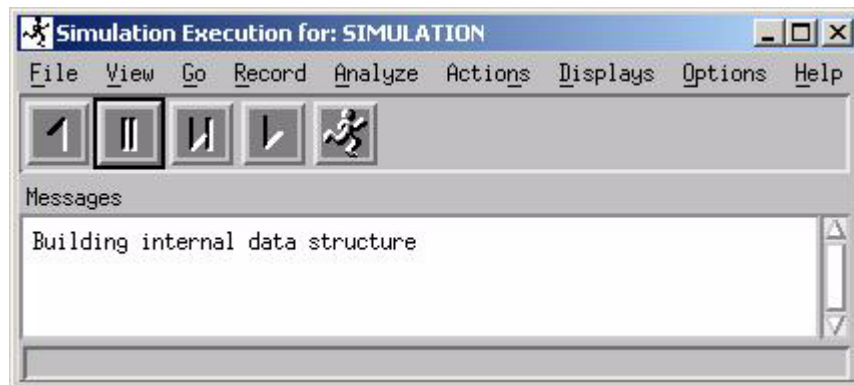 Simulation Execution for: SIMULATION
File View Go Record Analyze Actions Displays Options Help
Messages
Building internal data structure